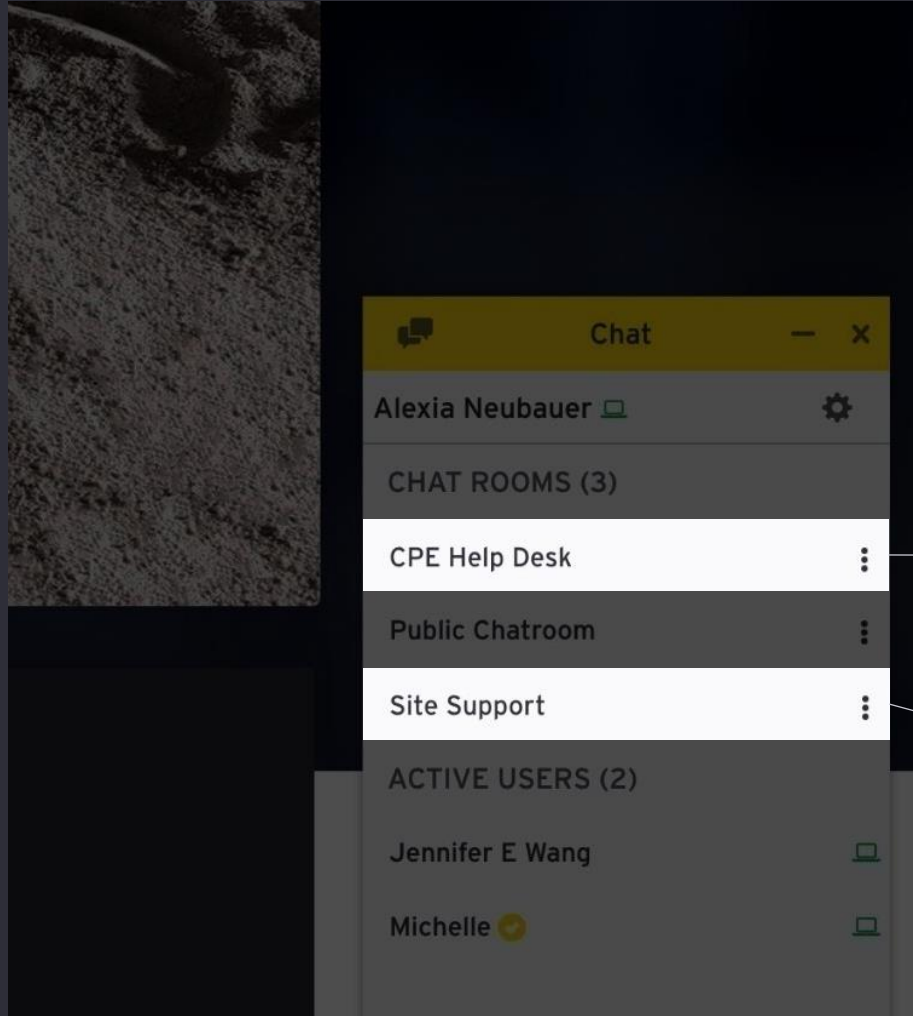 Chat
Alexia Neubauer
CHAT ROOMS (3)
CPE Help Desk
Public Chatroom
Site Support
ACTIVE USERS (2)
Jennifer E Wang
Michelle